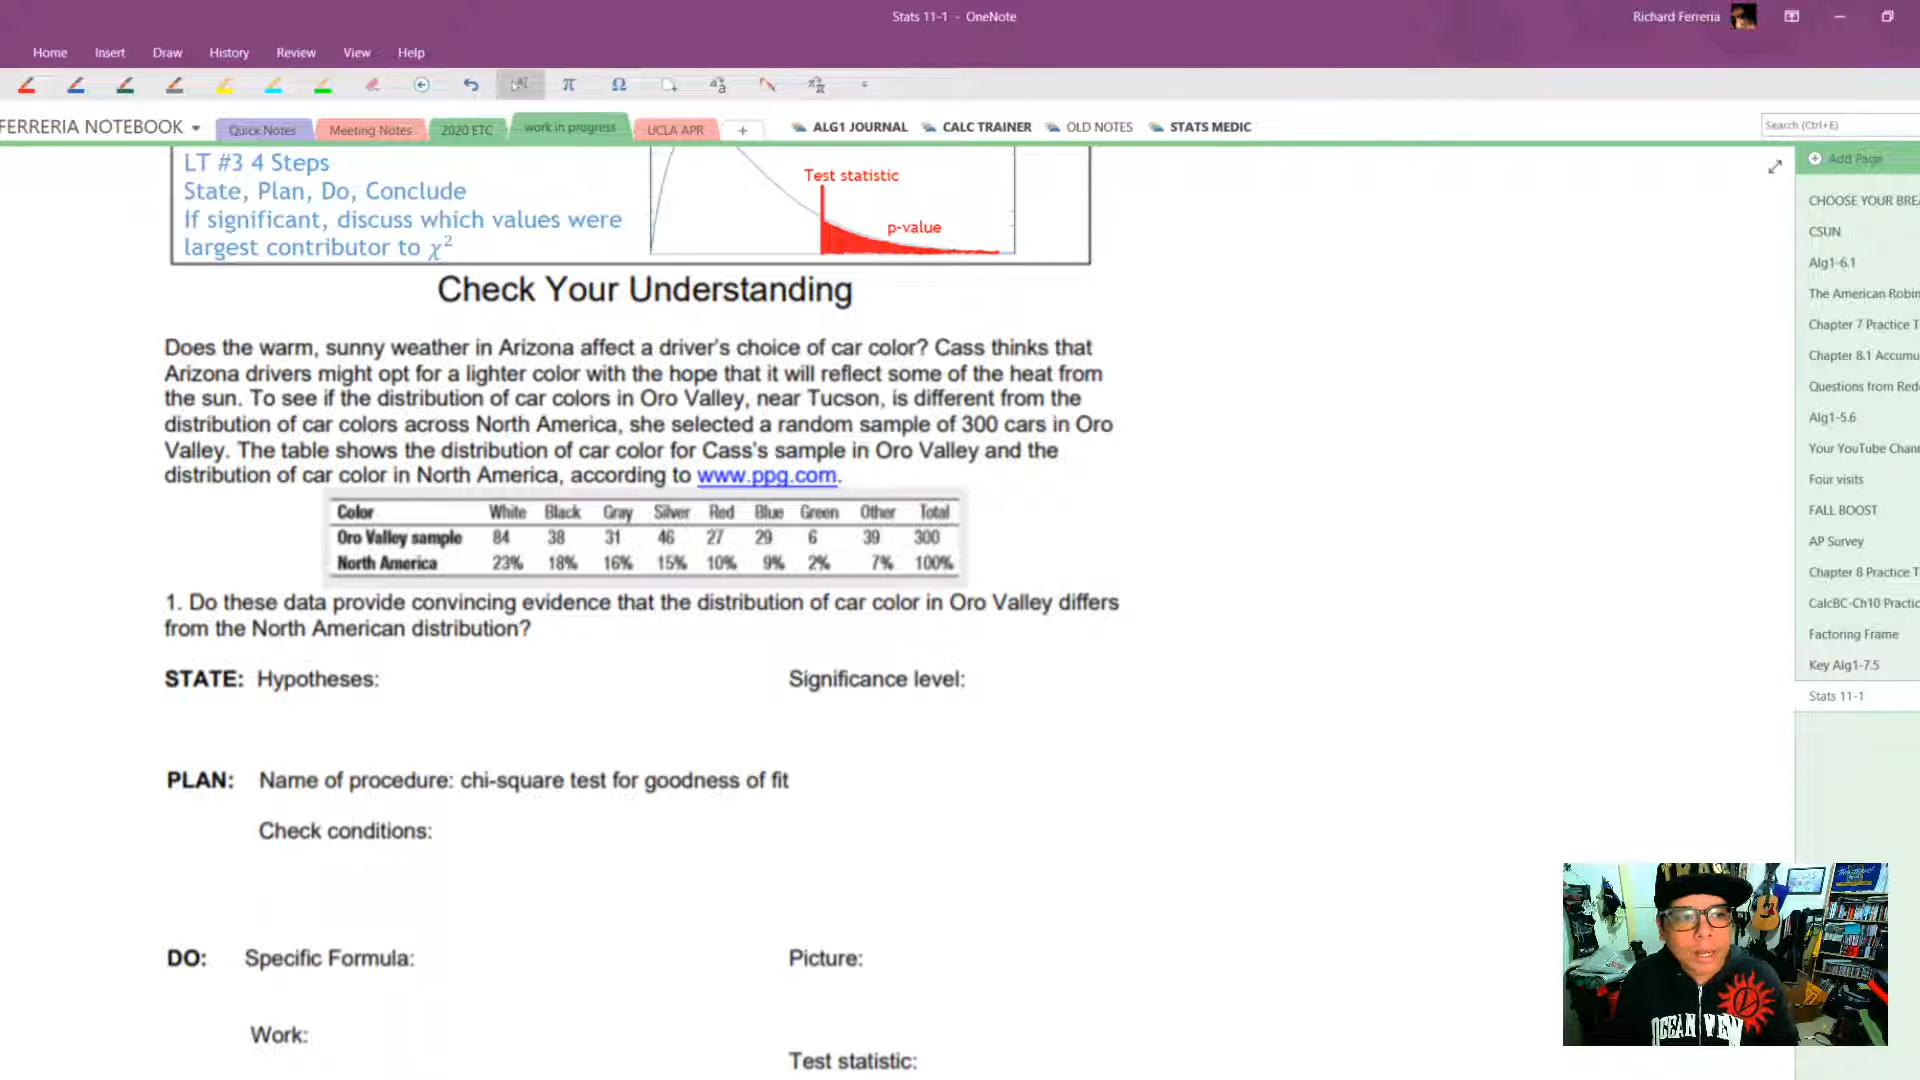 Stats 11-1 - OneNote
Richard Ferreria
Home Insert Draw History Review View Help
FERRERIA NOTEBOOK
Quick Notes
Meeting Notes
2020 ETC
work in progress
UCLA APR
+
ALG1 JOURNAL
CALC TRAINER
OLD NOTES
STATS MEDIC
Search (Ctrl+E)
LT #3 4 Steps
State, Plan, Do, Conclude
If significant, discuss which values were
largest contributor to χ²
Test statistic
p-value
Check Your Understanding
Does the warm, sunny weather in Arizona affect a driver's choice of car color? Cass thinks that
Arizona drivers might opt for a lighter color with the hope that it will reflect some of the heat from
the sun. To see if the distribution of car colors in Oro Valley, near Tucson, is different from the
distribution of car colors across North America, she selected a random sample of 300 cars in Oro
Valley. The table shows the distribution of car color for Cass's sample in Oro Valley and the
distribution of car color in North America, according to www.ppg.com.
Color White Black Gray Silver Red Blue Green Other Total
Oro Valley sample 84 38 31 46 27 29 6 39 300
North America 23% 18% 16% 15% 10% 9% 2% 7% 100%
1. Do these data provide convincing evidence that the distribution of car color in Oro Valley differs
from the North American distribution?
STATE: Hypotheses: Significance level:
PLAN: Name of procedure: chi-square test for goodness of fit
Check conditions:
DO: Specific Formula: Picture:
Work:
Test statistic:
Add Page
CHOOSE YOUR BREA
CSUN
Alg1-6.1
The American Robin
Chapter 7 Practice T
Chapter 8.1 Accumu
Questions from Red
Alg1-5.6
Your YouTube Chan
Four visits
FALL BOOST
AP Survey
Chapter 8 Practice T
CalcBC-Ch10 Practic
Factoring Frame
Key Alg1-7.5
Stats 11-1
OCEAN VIEW